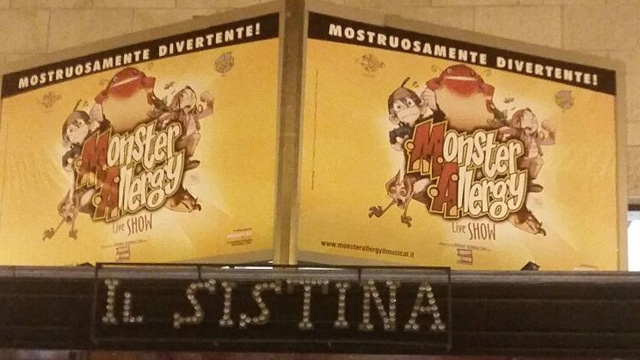 MOSTRUOSAMENTE DIVERTENTE!
Monster
Allergy
Live SHOW
MOSTRUOSAMENTE DIVERTENTE!
Monster
Allergy
Live SHOW
www.monsterallergyilmusical.it
IL SISTINA